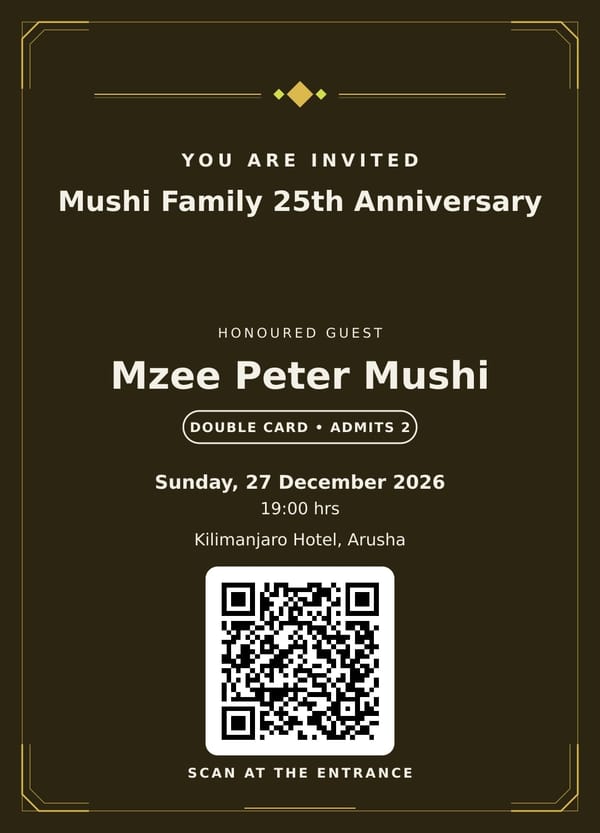 YOU ARE INVITED
Mushi Family 25th Anniversary
HONOURED GUEST
Mzee Peter Mushi
DOUBLE CARD • ADMITS 2
Sunday, 27 December 2026
19:00 hrs
Kilimanjaro Hotel, Arusha
SCAN AT THE ENTRANCE